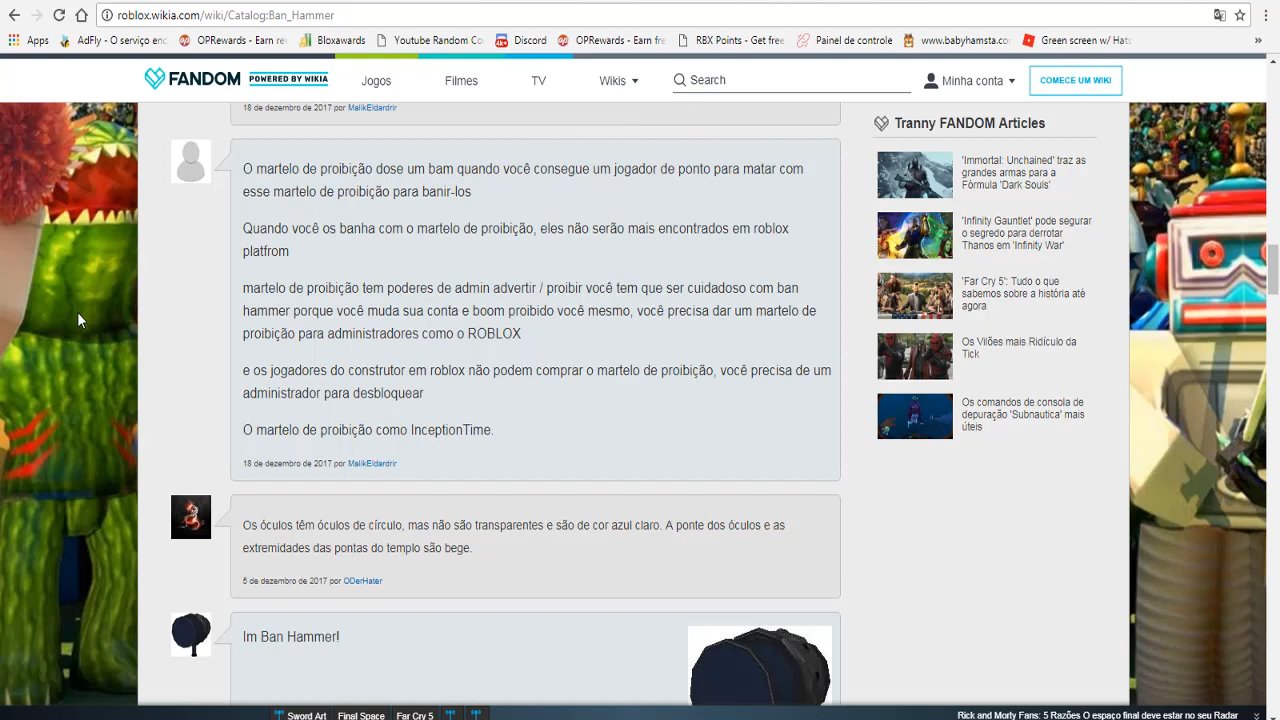 roblox.wikia.com/wiki/Catalog:Ban_Hammer
Apps AdFly - O serviço enc OPRewards - Earn rev Bloxawards Youtube Random Co Discord OPRewards - Earn fre RBX Points - Get free Painel de controle www.babyhamsta.co Green screen w/ Hats »
FANDOM POWERED BY WIKIA Jogos Filmes TV Wikis Search Minha conta COMECE UM WIKI
18 de dezembro de 2017 por MalikEldardrir
O martelo de proibição dose um bam quando você consegue um jogador de ponto para matar com
esse martelo de proibição para banir-los
Quando você os banha com o martelo de proibição, eles não serão mais encontrados em roblox
platfrom
martelo de proibição tem poderes de admin advertir / proibir você tem que ser cuidadoso com ban
hammer porque você muda sua conta e boom proibido você mesmo, você precisa dar um martelo de
proibição para administradores como o ROBLOX
e os jogadores do construtor em roblox não podem comprar o martelo de proibição, você precisa de um
administrador para desbloquear
O martelo de proibição como InceptionTime.
18 de dezembro de 2017 por MalikEldardrir
Os óculos têm óculos de círculo, mas não são transparentes e são de cor azul claro. A ponte dos óculos e as
extremidades das pontas do templo são bege.
5 de dezembro de 2017 por ODerHater
Im Ban Hammer!
Tranny FANDOM Articles
'Immortal: Unchained' traz as
grandes armas para a
Fórmula 'Dark Souls'
'Infinity Gauntlet' pode segurar
o segredo para derrotar
Thanos em 'Infinity War'
'Far Cry 5': Tudo o que
sabemos sobre a história até
agora
Os Vilões mais Ridículo da
Tick
Os comandos de consola de
depuração 'Subnautica' mais
úteis
Sword Art Final Space Far Cry 5 Rick and Morty Fans: 5 Razões O espaço final deve estar no seu Radar